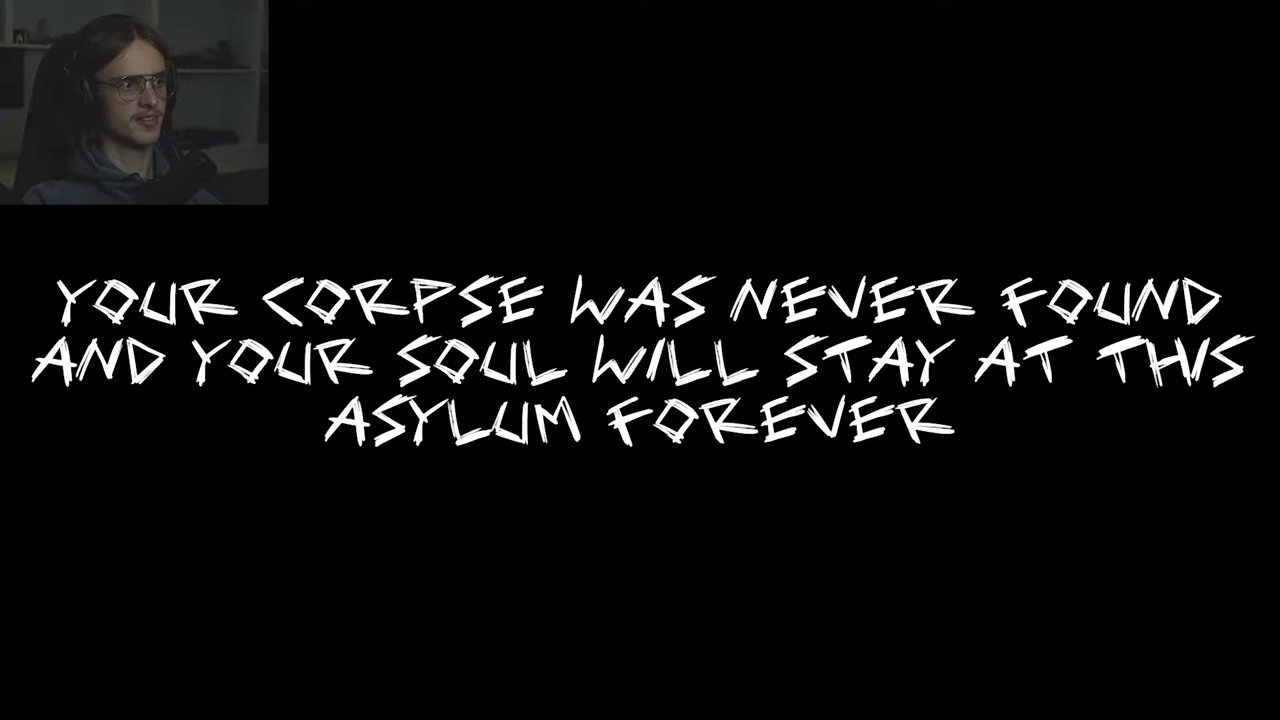 YOUR CORPSE WAS NEVER FOUND
AND YOUR SOUL WILL STAY AT THIS
ASYLUM FOREVER